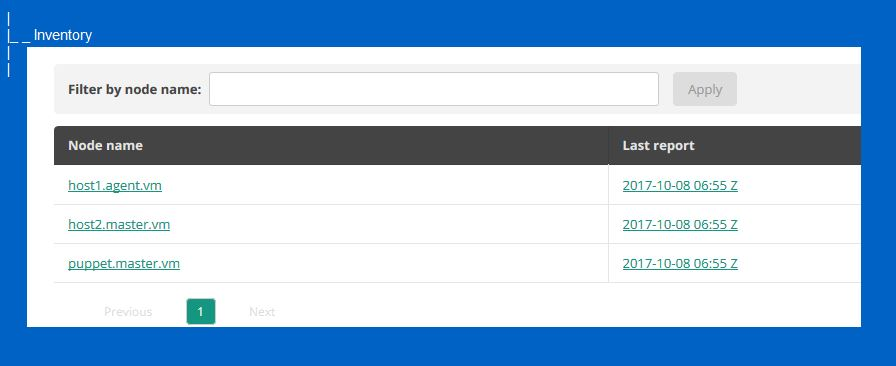 |
|_ _ Inventory
|
|
Filter by node name: Apply
Node name Last report
host1.agent.vm 2017-10-08 06:55 Z
host2.master.vm 2017-10-08 06:55 Z
puppet.master.vm 2017-10-08 06:55 Z
Previous 1 Next